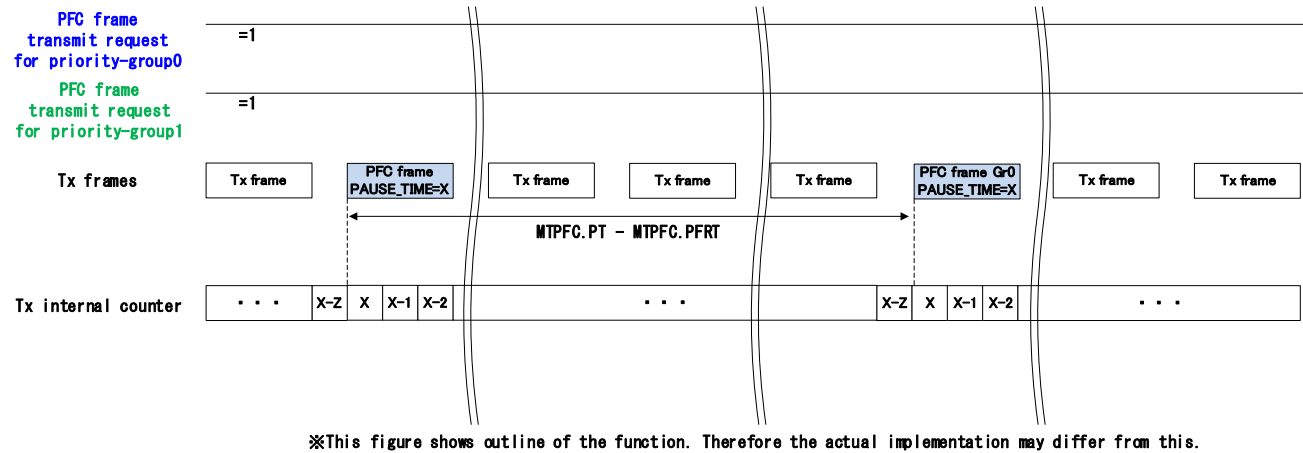 PFC frame
transmit request
for priority-group0
=1
PFC frame
transmit request
for priority-group1
=1
Tx frames
Tx frame
PFC frame
PAUSE_TIME=X
Tx frame
Tx frame
Tx frame
PFC frame Gr0
PAUSE_TIME=X
Tx frame
Tx frame
MTPFC.PT - MTPFC.PFRT
Tx internal counter
・・・
X-Z
X
X-1
X-2
・・・
X-Z
X
X-1
X-2
・・・
※This figure shows outline of the function. Therefore the actual implementation may differ from this.